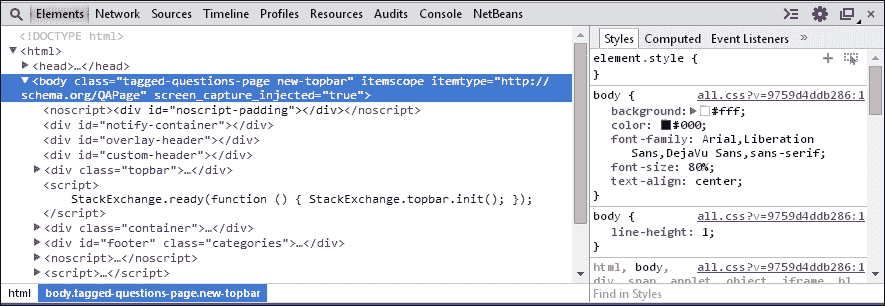 Elements Network Sources Timeline Profiles Resources Audits Console NetBeans
<!DOCTYPE html>
<html>
<head>…</head>
<body class="tagged-questions-page new-topbar" itemscope itemtype="http://
schema.org/QAPage" screen_capture_injected="true">
<noscript><div id="noscript-padding"></div></noscript>
<div id="notify-container"></div>
<div id="overlay-header"></div>
<div id="custom-header"></div>
<div class="topbar">…</div>
<script>
StackExchange.ready(function () { StackExchange.topbar.init(); });
</script>
<div class="container">…</div>
<div id="footer" class="categories">…</div>
<noscript>…</noscript>
<script>…</script>
html body.tagged-questions-page.new-topbar
Styles Computed Event Listeners »
element.style {
}
body { all.css?v=9759d4ddb286:1
background: #fff;
color: #000;
font-family: Arial,Liberation
Sans,DejaVu Sans,sans-serif;
font-size: 80%;
text-align: center;
}
body { all.css?v=9759d4ddb286:1
line-height: 1;
}
html, body, all.css?v=9759d4ddb286:1
div, span, applet, object, iframe, h1,
Find in Styles